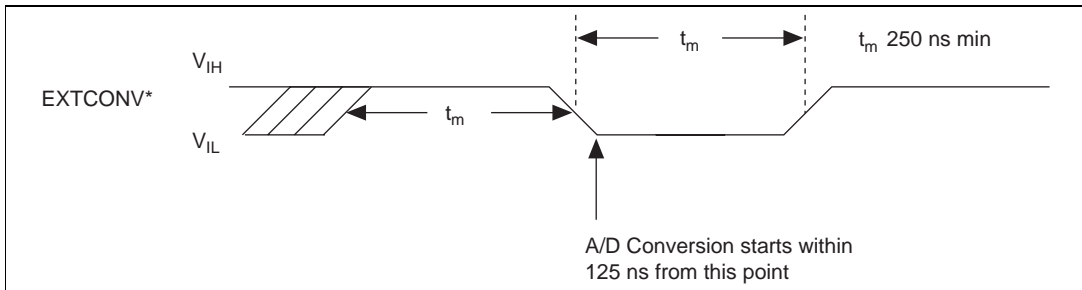 t_m
t_m 250 ns min
V_IH
EXTCONV*
t_m
V_IL
A/D Conversion starts within
125 ns from this point